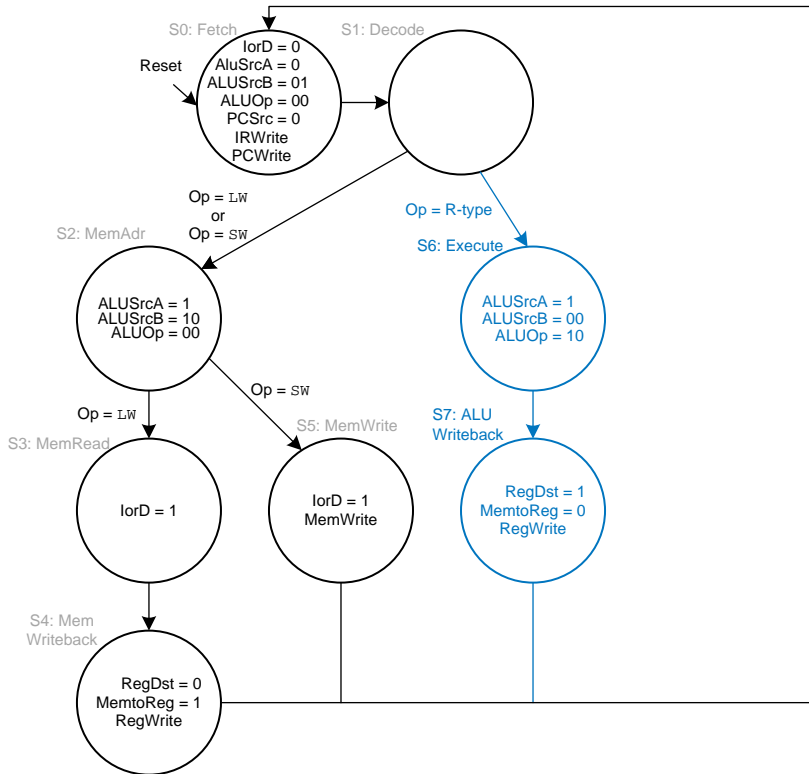 S0: Fetch
S1: Decode
Reset
IorD = 0
AluSrcA = 0
ALUSrcB = 01
ALUOp = 00
PCSrc = 0
IRWrite
PCWrite
Op = LW
or
Op = SW
Op = R-type
S2: MemAdr
S6: Execute
ALUSrcA = 1
ALUSrcB = 10
ALUOp = 00
ALUSrcA = 1
ALUSrcB = 00
ALUOp = 10
Op = SW
Op = LW
S3: MemRead
S5: MemWrite
S7: ALU
Writeback
IorD = 1
IorD = 1
MemWrite
RegDst = 1
MemtoReg = 0
RegWrite
S4: Mem
Writeback
RegDst = 0
MemtoReg = 1
RegWrite